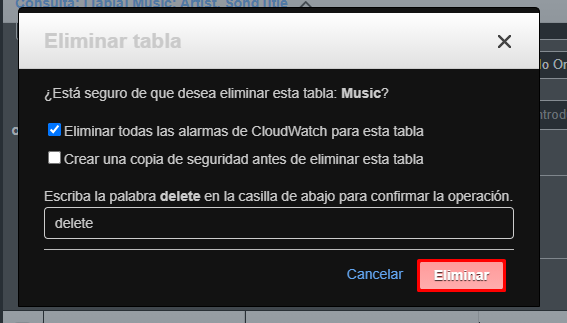 Consulta: [Tabla] Music: Artist, SongTitle
Eliminar tabla
¿Está seguro de que desea eliminar esta tabla: Music?
Eliminar todas las alarmas de CloudWatch para esta tabla
Crear una copia de seguridad antes de eliminar esta tabla
Escriba la palabra delete en la casilla de abajo para confirmar la operación.
delete
Cancelar
Eliminar